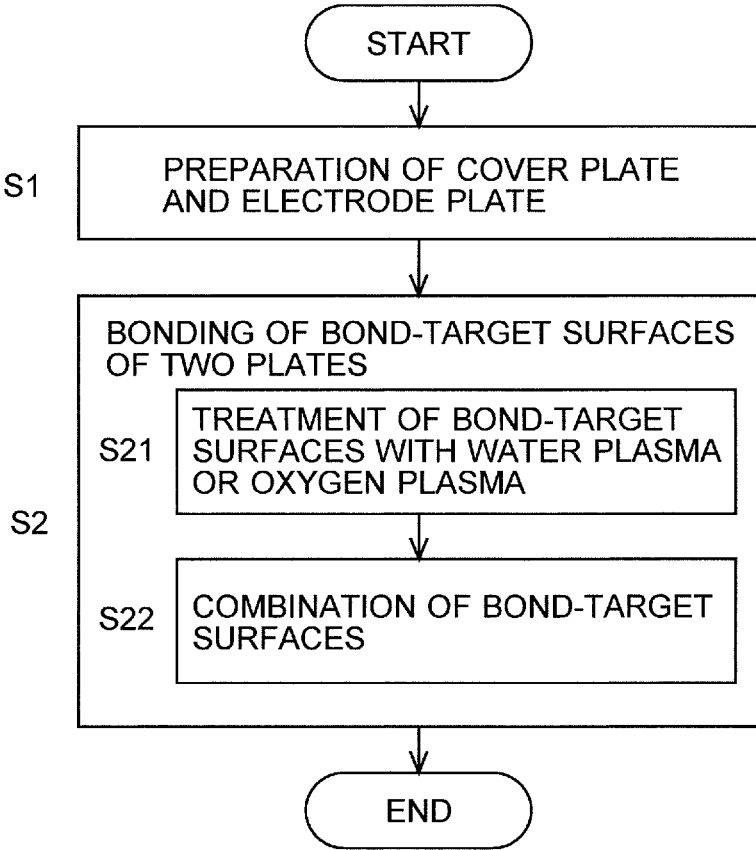 START
S1
PREPARATION OF COVER PLATE
AND ELECTRODE PLATE
BONDING OF BOND-TARGET SURFACES
OF TWO PLATES
S2
S21
TREATMENT OF BOND-TARGET
SURFACES WITH WATER PLASMA
OR OXYGEN PLASMA
S22
COMBINATION OF BOND-TARGET
SURFACES
END